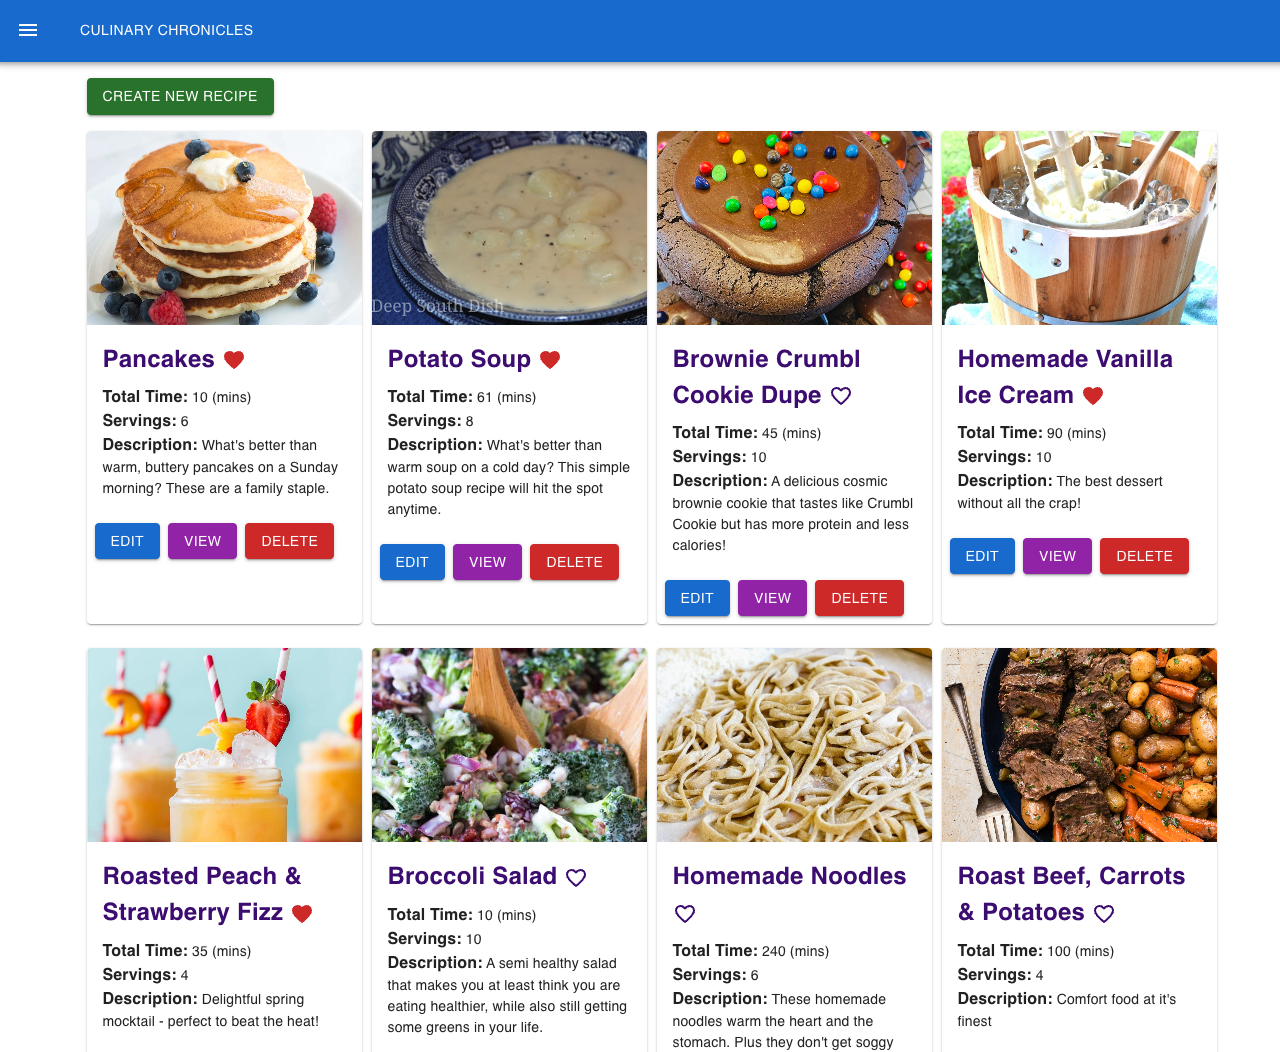 CULINARY CHRONICLES
CREATE NEW RECIPE
Deep South Dish
Pancakes
Total Time: 10 (mins)
Servings: 6
Description: What's better than
warm, buttery pancakes on a Sunday
morning? These are a family staple.
EDIT VIEW DELETE
Potato Soup
Total Time: 61 (mins)
Servings: 8
Description: What's better than
warm soup on a cold day? This simple
potato soup recipe will hit the spot
anytime.
EDIT VIEW DELETE
Brownie Crumbl
Cookie Dupe
Total Time: 45 (mins)
Servings: 10
Description: A delicious cosmic
brownie cookie that tastes like Crumbl
Cookie but has more protein and less
calories!
EDIT VIEW DELETE
Homemade Vanilla
Ice Cream
Total Time: 90 (mins)
Servings: 10
Description: The best dessert
without all the crap!
EDIT VIEW DELETE
Roasted Peach &
Strawberry Fizz
Total Time: 35 (mins)
Servings: 4
Description: Delightful spring
mocktail - perfect to beat the heat!
Broccoli Salad
Total Time: 10 (mins)
Servings: 10
Description: A semi healthy salad
that makes you at least think you are
eating healthier, while also still getting
some greens in your life.
Homemade Noodles
Total Time: 240 (mins)
Servings: 6
Description: These homemade
noodles warm the heart and the
stomach. Plus they don't get soggy
Roast Beef, Carrots
& Potatoes
Total Time: 100 (mins)
Servings: 4
Description: Comfort food at it's
finest